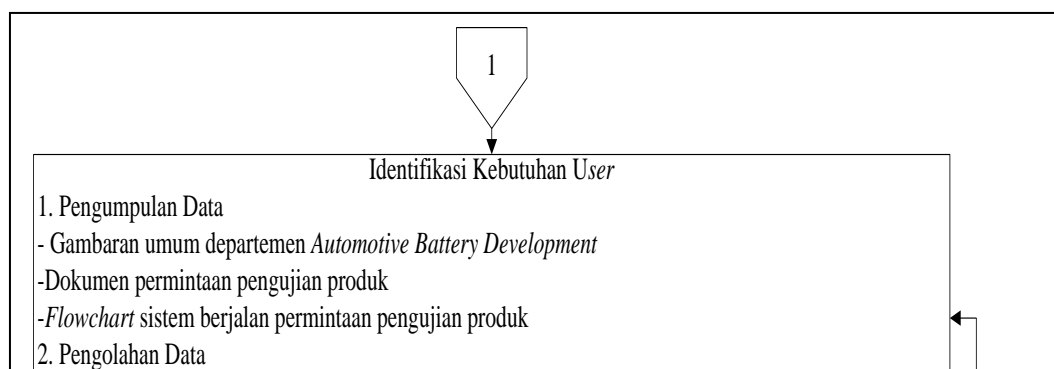 1
Identifikasi Kebutuhan User
1. Pengumpulan Data
- Gambaran umum departemen Automotive Battery Development
-Dokumen permintaan pengujian produk
-Flowchart sistem berjalan permintaan pengujian produk
2. Pengolahan Data